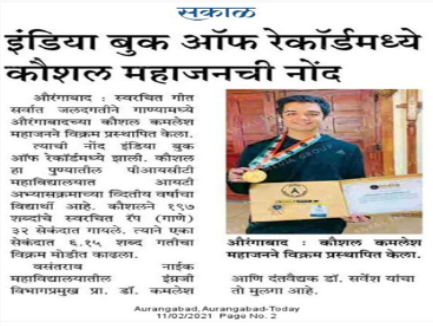 सकाळ
इंडिया बुक ऑफ रेकॉर्डमध्ये
कौशल महाजनची नोंद
औरंगाबाद : स्वरचित गीत
सर्वात जलदगतीने गाण्यामध्ये
औरंगाबादच्या कौशल कमलेश
महाजनने विक्रम प्रस्थापित केला.
त्याची नोंद इंडिया बुक
ऑफ रेकॉर्डमध्ये झाली. कौशल
हा पुण्यातील पीआयसीटी
महाविद्यालयात आयटी
अभ्यासक्रमाच्या द्वितीय वर्षाचा
विद्यार्थी आहे. कौशलने १९७
शब्दांचे स्वरचित रॅप (गाणे)
३२ सेकंदात गायले. त्याने एका
सेकंदात ६.१५ शब्द गतीचा
विक्रम मोडीत काढला.
वसंतराव नाईक
महाविद्यालयातील इंग्रजी
विभागप्रमुख प्रा. डॉ. कमलेश
औरंगाबाद : कौशल कमलेश
महाजनने विक्रम प्रस्थापित केला.
आणि दंतवैद्यक डॉ. सर्वेश यांचा
तो मुलगा आहे.
Aurangabad, Aurangabad-Today
11/02/2021 Page No. 2